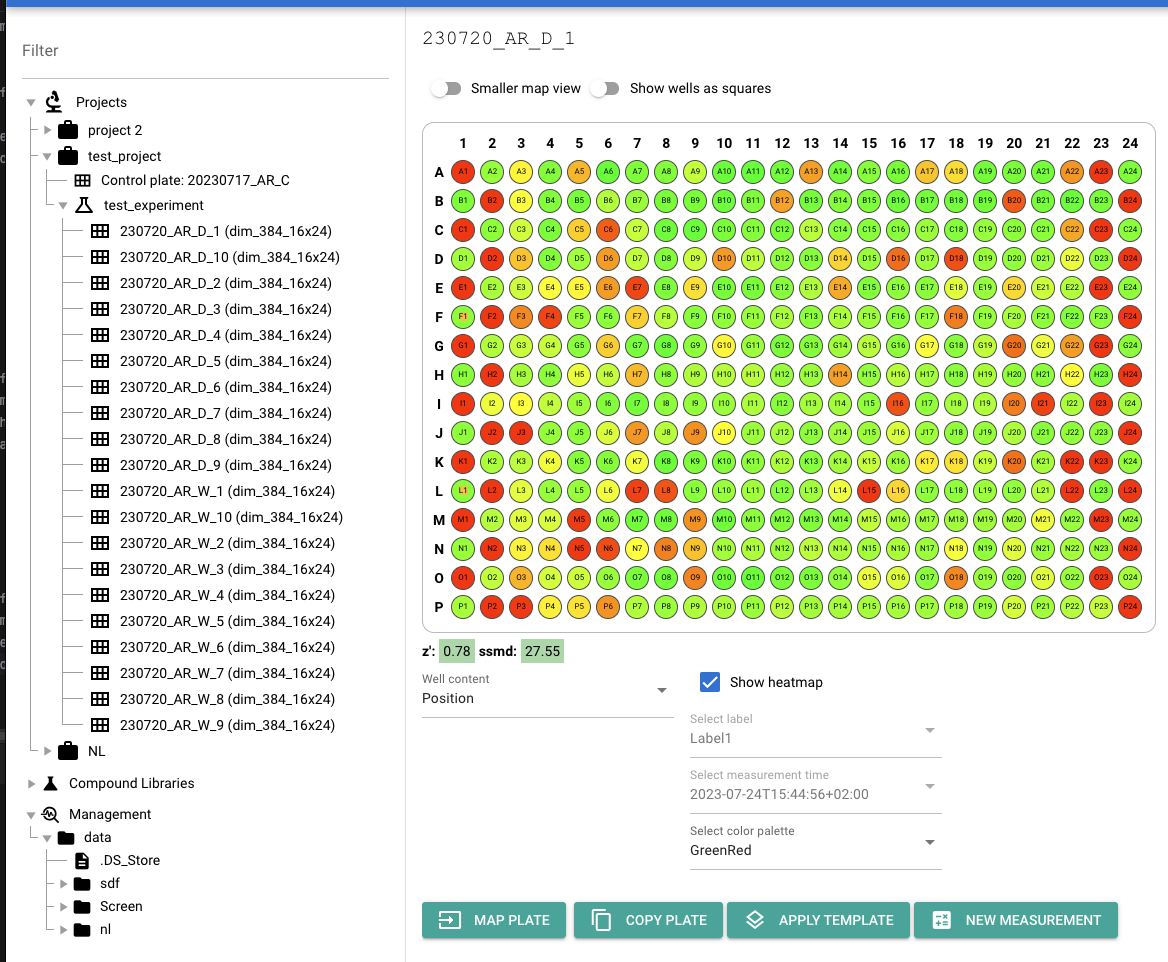 Filter
Projects
project 2
test_project
Control plate: 20230717_AR_C
test_experiment
230720_AR_D_1 (dim_384_16x24)
230720_AR_D_10 (dim_384_16x24)
230720_AR_D_2 (dim_384_16x24)
230720_AR_D_3 (dim_384_16x24)
230720_AR_D_4 (dim_384_16x24)
230720_AR_D_5 (dim_384_16x24)
230720_AR_D_6 (dim_384_16x24)
230720_AR_D_7 (dim_384_16x24)
230720_AR_D_8 (dim_384_16x24)
230720_AR_D_9 (dim_384_16x24)
230720_AR_W_1 (dim_384_16x24)
230720_AR_W_10 (dim_384_16x24)
230720_AR_W_2 (dim_384_16x24)
230720_AR_W_3 (dim_384_16x24)
230720_AR_W_4 (dim_384_16x24)
230720_AR_W_5 (dim_384_16x24)
230720_AR_W_6 (dim_384_16x24)
230720_AR_W_7 (dim_384_16x24)
230720_AR_W_8 (dim_384_16x24)
230720_AR_W_9 (dim_384_16x24)
NL
Compound Libraries
Management
data
.DS_Store
sdf
Screen
nl
230720_AR_D_1
Smaller map view Show wells as squares
1 2 3 4 5 6 7 8 9 10 11 12 13 14 15 16 17 18 19 20 21 22 23 24
A A1 A2 A3 A4 A5 A6 A7 A8 A9 A10 A11 A12 A13 A14 A15 A16 A17 A18 A19 A20 A21 A22 A23 A24
B B1 B2 B3 B4 B5 B6 B7 B8 B9 B10 B11 B12 B13 B14 B15 B16 B17 B18 B19 B20 B21 B22 B23 B24
C C1 C2 C3 C4 C5 C6 C7 C8 C9 C10 C11 C12 C13 C14 C15 C16 C17 C18 C19 C20 C21 C22 C23 C24
D D1 D2 D3 D4 D5 D6 D7 D8 D9 D10 D11 D12 D13 D14 D15 D16 D17 D18 D19 D20 D21 D22 D23 D24
E E1 E2 E3 E4 E5 E6 E7 E8 E9 E10 E11 E12 E13 E14 E15 E16 E17 E18 E19 E20 E21 E22 E23 E24
F F1 F2 F3 F4 F5 F6 F7 F8 F9 F10 F11 F12 F13 F14 F15 F16 F17 F18 F19 F20 F21 F22 F23 F24
G G1 G2 G3 G4 G5 G6 G7 G8 G9 G10 G11 G12 G13 G14 G15 G16 G17 G18 G19 G20 G21 G22 G23 G24
H H1 H2 H3 H4 H5 H6 H7 H8 H9 H10 H11 H12 H13 H14 H15 H16 H17 H18 H19 H20 H21 H22 H23 H24
I I1 I2 I3 I4 I5 I6 I7 I8 I9 I10 I11 I12 I13 I14 I15 I16 I17 I18 I19 I20 I21 I22 I23 I24
J J1 J2 J3 J4 J5 J6 J7 J8 J9 J10 J11 J12 J13 J14 J15 J16 J17 J18 J19 J20 J21 J22 J23 J24
K K1 K2 K3 K4 K5 K6 K7 K8 K9 K10 K11 K12 K13 K14 K15 K16 K17 K18 K19 K20 K21 K22 K23 K24
L L1 L2 L3 L4 L5 L6 L7 L8 L9 L10 L11 L12 L13 L14 L15 L16 L17 L18 L19 L20 L21 L22 L23 L24
M M1 M2 M3 M4 M5 M6 M7 M8 M9 M10 M11 M12 M13 M14 M15 M16 M17 M18 M19 M20 M21 M22 M23 M24
N N1 N2 N3 N4 N5 N6 N7 N8 N9 N10 N11 N12 N13 N14 N15 N16 N17 N18 N19 N20 N21 N22 N23 N24
O O1 O2 O3 O4 O5 O6 O7 O8 O9 O10 O11 O12 O13 O14 O15 O16 O17 O18 O19 O20 O21 O22 O23 O24
P P1 P2 P3 P4 P5 P6 P7 P8 P9 P10 P11 P12 P13 P14 P15 P16 P17 P18 P19 P20 P21 P22 P23 P24
z': 0.78 ssmd: 27.55
Well content
Position
Show heatmap
Select label
Label1
Select measurement time
2023-07-24T15:44:56+02:00
Select color palette
GreenRed
MAP PLATE COPY PLATE APPLY TEMPLATE NEW MEASUREMENT